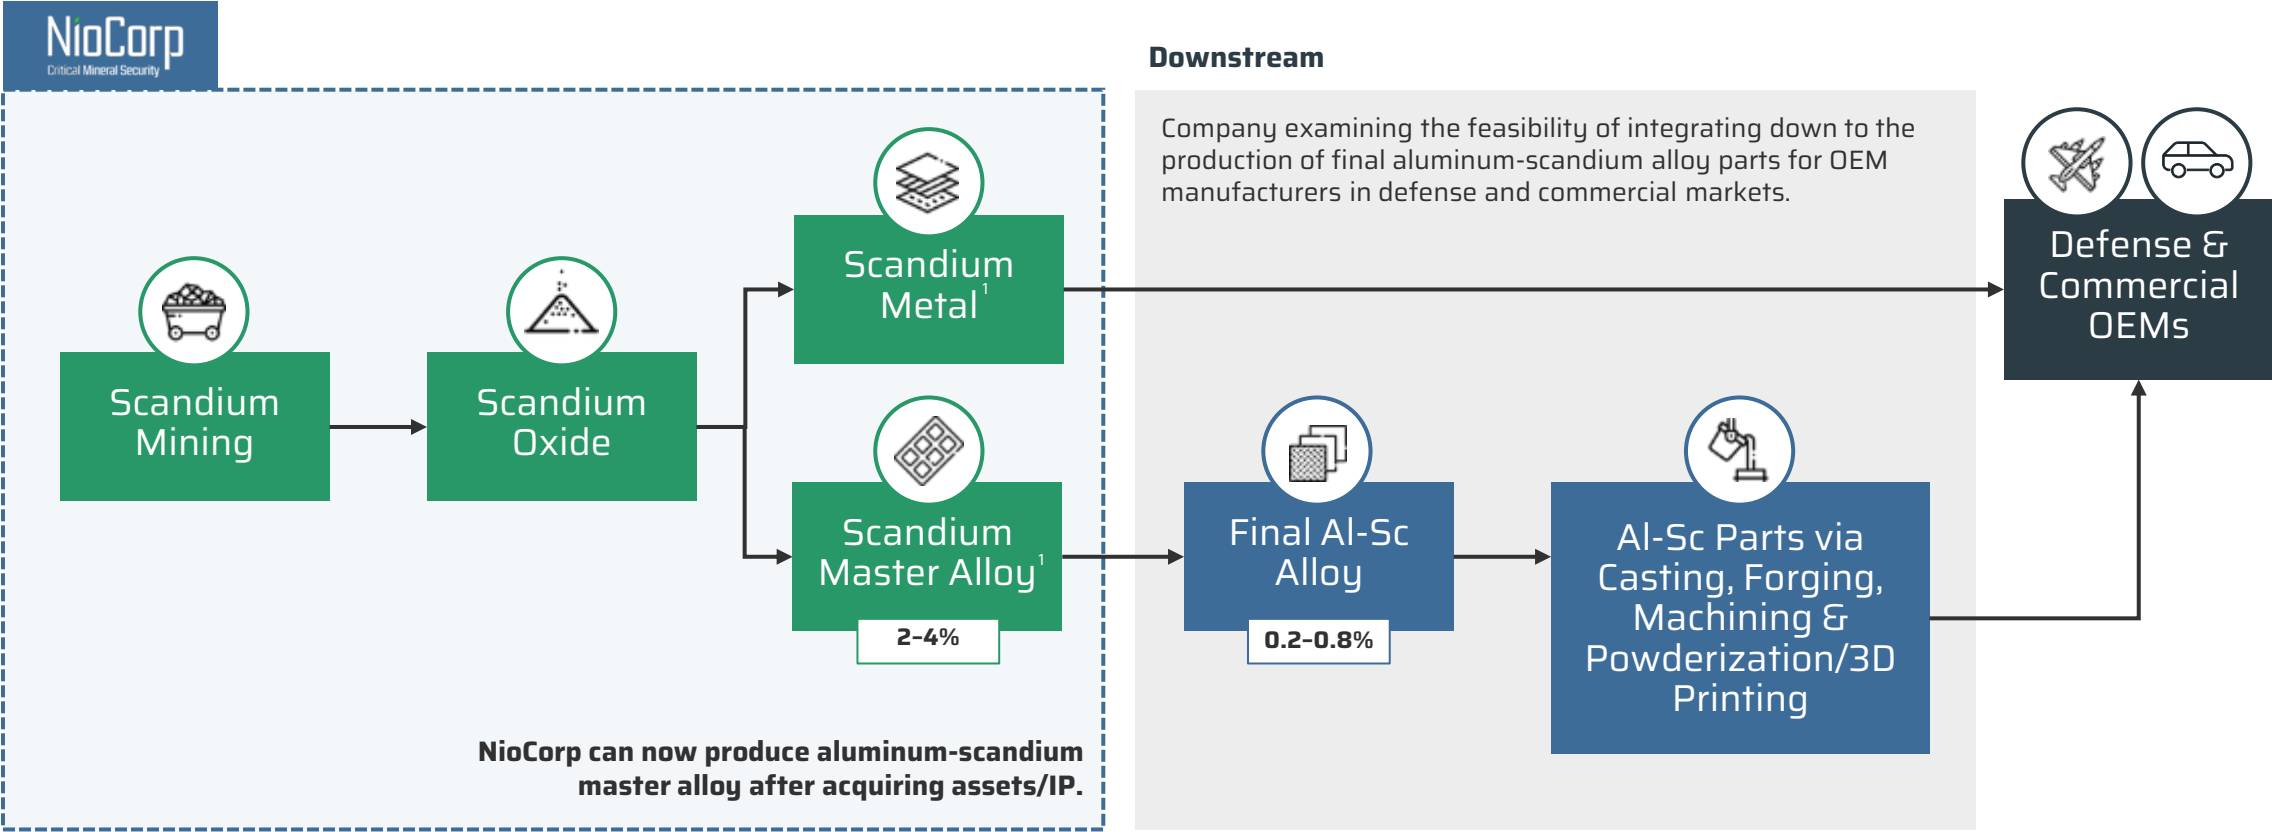 NioCorp
Critical Mineral Security
Downstream
Company examining the feasibility of integrating down to the
production of final aluminum-scandium alloy parts for OEM
manufacturers in defense and commercial markets.
Scandium
Mining
Scandium
Oxide
Scandium
Metal¹
Scandium
Master Alloy¹
2–4%
Final Al-Sc
Alloy
0.2–0.8%
Al-Sc Parts via
Casting, Forging,
Machining &
Powderization/3D
Printing
Defense &
Commercial
OEMs
NioCorp can now produce aluminum-scandium
master alloy after acquiring assets/IP.